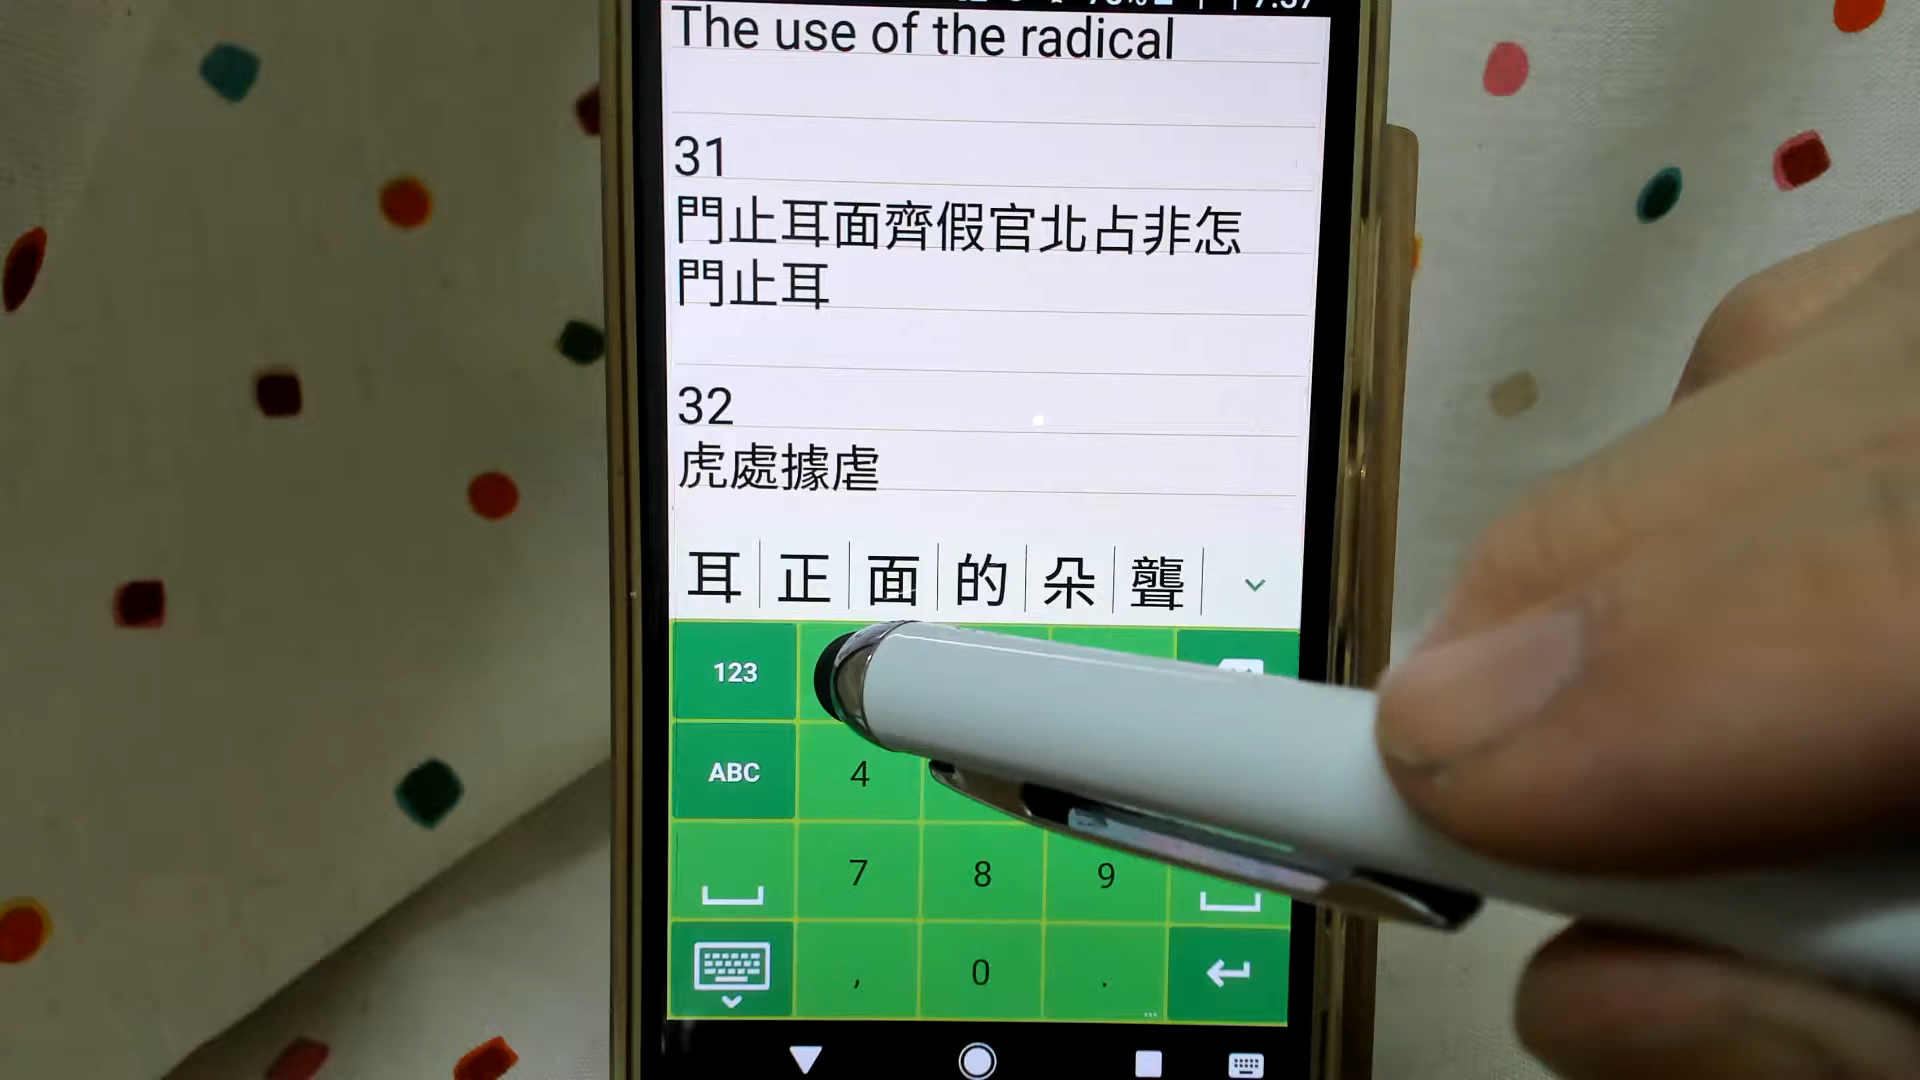 The use of the radical
31
門止耳面齊假官北占非怎
門止耳
32
虎處據虐
耳 正 面 的 朵 聾
123
ABC 4
7 8 9
, 0 .